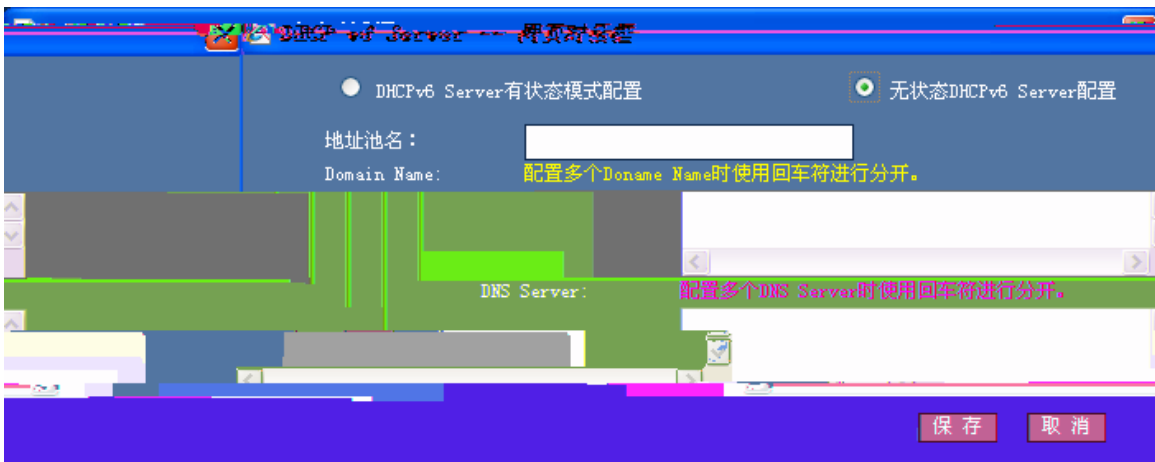 DHCPv6 Server有状态模式配置
无状态DHCPv6 Server配置
地址池名：
Domain Name:
配置多个Doname Name时使用回车符进行分开。
DNS Server:
配置多个DNS Server时使用回车符进行分开。
保存
取消